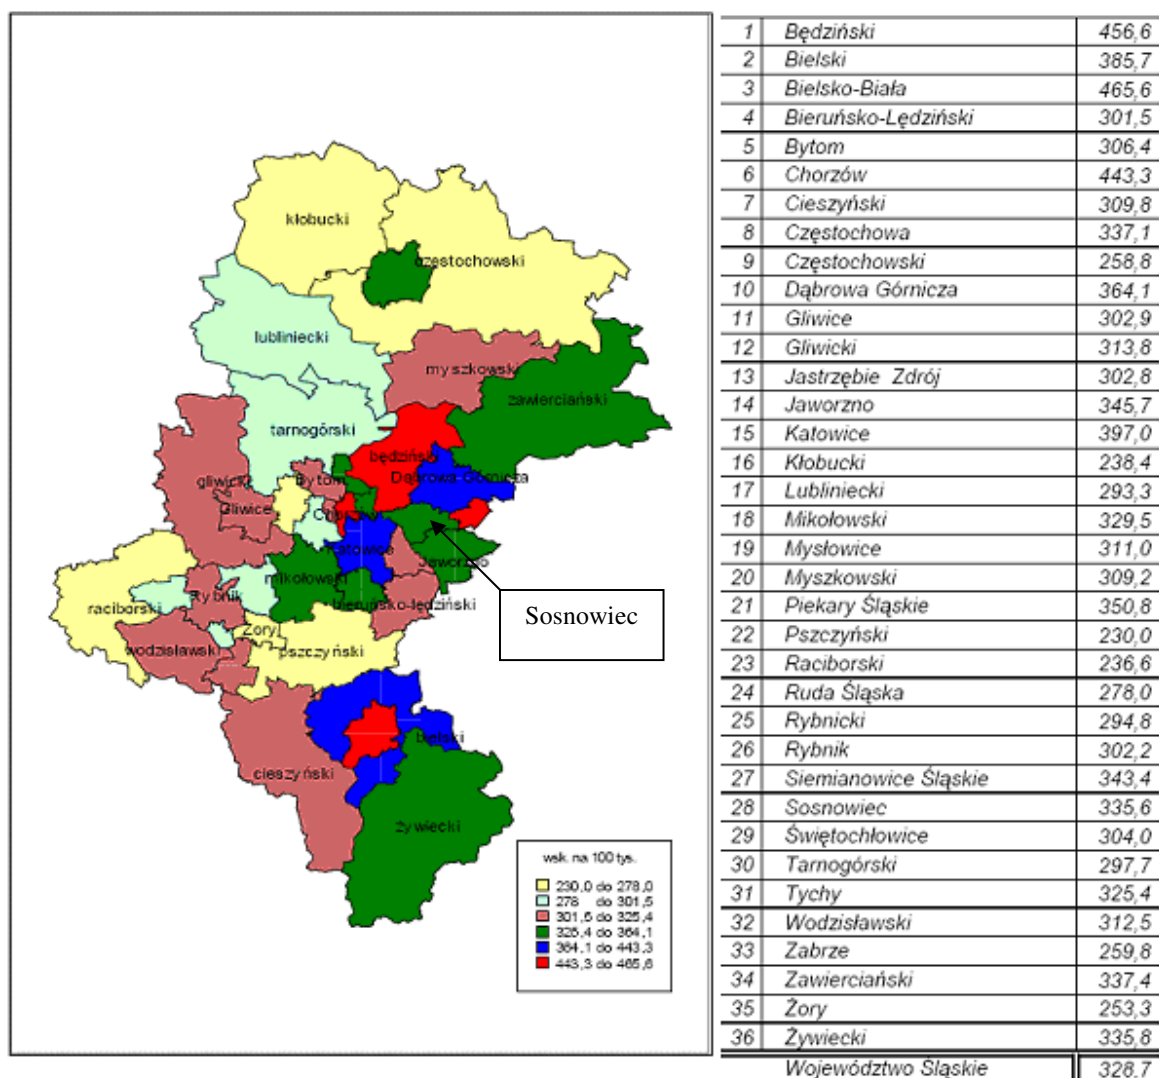 kłobucki
częstochowski
lubliniecki
myszkowski
zawierciański
tarnogórski
będziński
Dąbrowa Górnicza
gliwicki
Bytom
Gliwice
Chorzów
Katowice
Jaworzno
mikołowski
Rybnik
raciborski
bieruńsko-lędziński
Sosnowiec
Żory
wodzisławski
pszczyński
bielski
cieszyński
żywiecki
wsk. na 100 tys.
230,0 do 278,0
278 do 301,5
301,5 do 325,4
325,4 do 364,1
364,1 do 443,3
443,3 do 465,6
1 Będziński 456,6
2 Bielski 385,7
3 Bielsko-Biała 465,6
4 Bieruńsko-Lędziński 301,5
5 Bytom 306,4
6 Chorzów 443,3
7 Cieszyński 309,8
8 Częstochowa 337,1
9 Częstochowski 258,8
10 Dąbrowa Górnicza 364,1
11 Gliwice 302,9
12 Gliwicki 313,8
13 Jastrzębie Zdrój 302,8
14 Jaworzno 345,7
15 Katowice 397,0
16 Kłobucki 238,4
17 Lubliniecki 293,3
18 Mikołowski 329,5
19 Mysłowice 311,0
20 Myszkowski 309,2
21 Piekary Śląskie 350,8
22 Pszczyński 230,0
23 Raciborski 236,6
24 Ruda Śląska 278,0
25 Rybnicki 294,8
26 Rybnik 302,2
27 Siemianowice Śląskie 343,4
28 Sosnowiec 335,6
29 Świętochłowice 304,0
30 Tarnogórski 297,7
31 Tychy 325,4
32 Wodzisławski 312,5
33 Zabrze 259,8
34 Zawierciański 337,4
35 Żory 253,3
36 Żywiecki 335,8
Województwo Śląskie 328,7